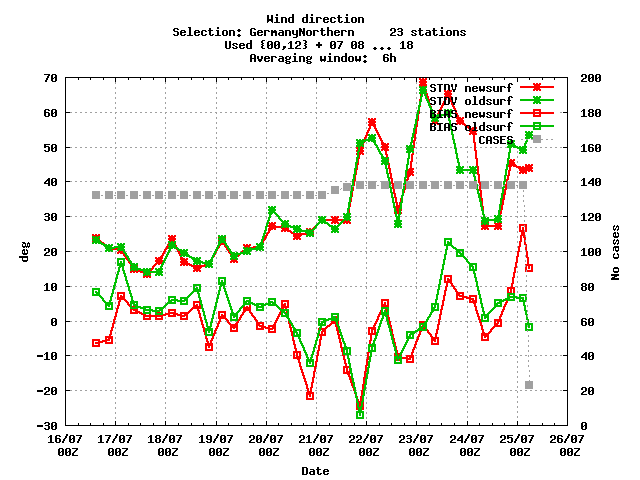 Wind direction
Selection: GermanyNorthern 23 stations
Used {00,12} + 07 08 ... 18
Averaging window: 6h
70 200
STDV newsurf
STDV oldsurf
60 180
BIAS newsurf
BIAS oldsurf
CASES
50 160
40 140
30 120
deg No cases
20 100
10 80
0 60
-10 40
-20 20
-30 0
16/07 17/07 18/07 19/07 20/07 21/07 22/07 23/07 24/07 25/07 26/07
00Z 00Z 00Z 00Z 00Z 00Z 00Z 00Z 00Z 00Z 00Z
Date